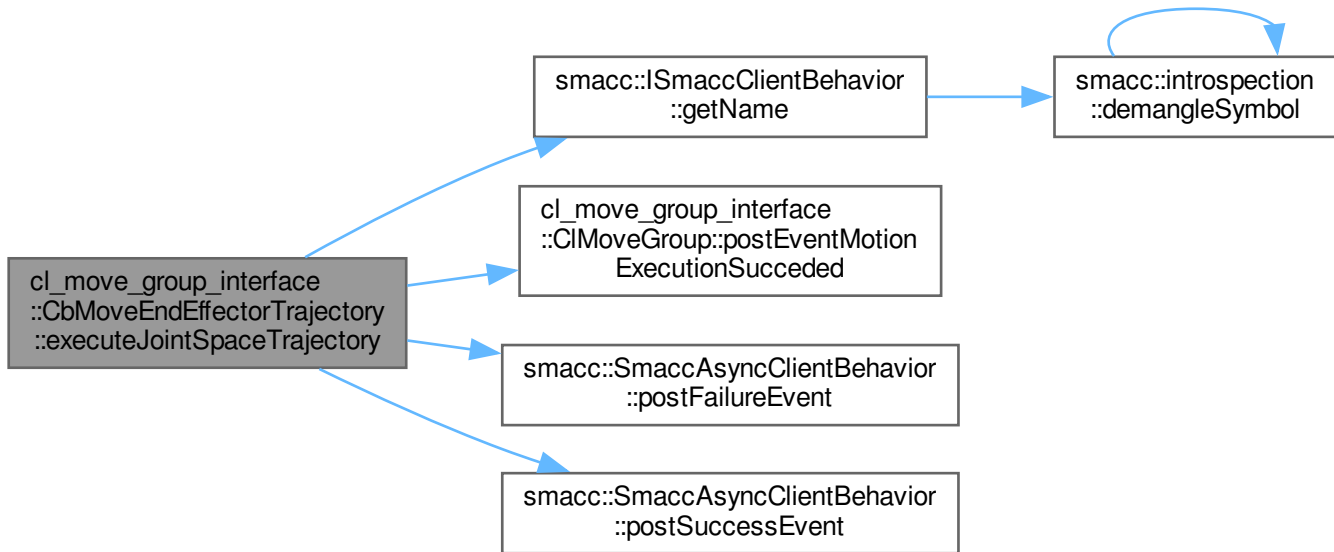 smacc::ISmaccClientBehavior
::getName
smacc::introspection
::demangleSymbol
cl_move_group_interface
::ClMoveGroup::postEventMotion
ExecutionSucceded
cl_move_group_interface
::CbMoveEndEffectorTrajectory
::executeJointSpaceTrajectory
smacc::SmaccAsyncClientBehavior
::postFailureEvent
smacc::SmaccAsyncClientBehavior
::postSuccessEvent